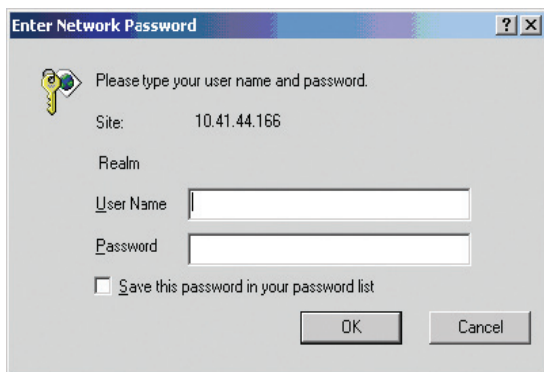 Enter Network Password
Please type your user name and password.
Site: 10.41.44.166
Realm
User Name
Password
Save this password in your password list
OK Cancel